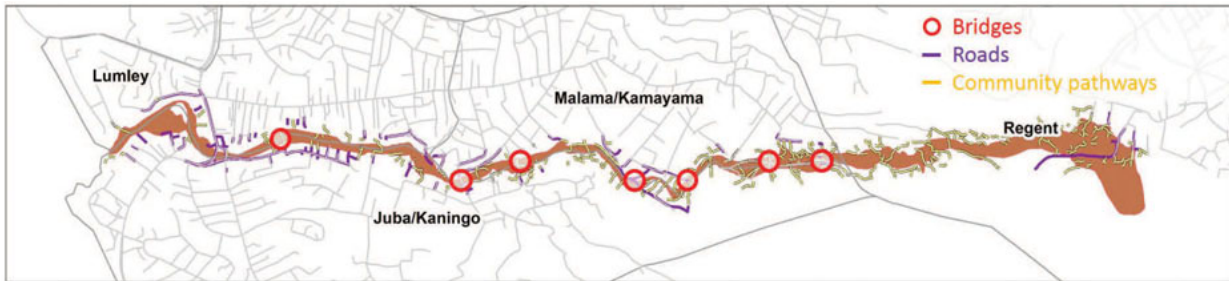 Bridges
Roads
Community pathways
Lumley
Malama/Kamayama
Regent
Juba/Kaningo